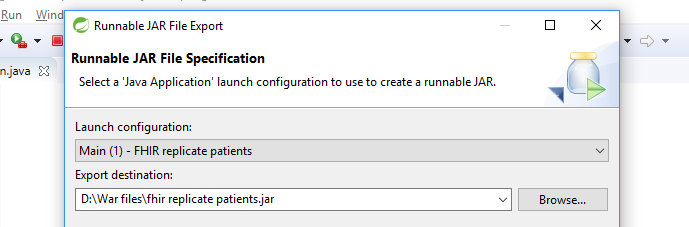 Run Window
Runnable JAR File Export
n.java
Runnable JAR File Specification
Select a 'Java Application' launch configuration to use to create a runnable JAR.
Launch configuration:
Main (1) - FHIR replicate patients
Export destination:
D:\War files\fhir replicate patients.jar
Browse...